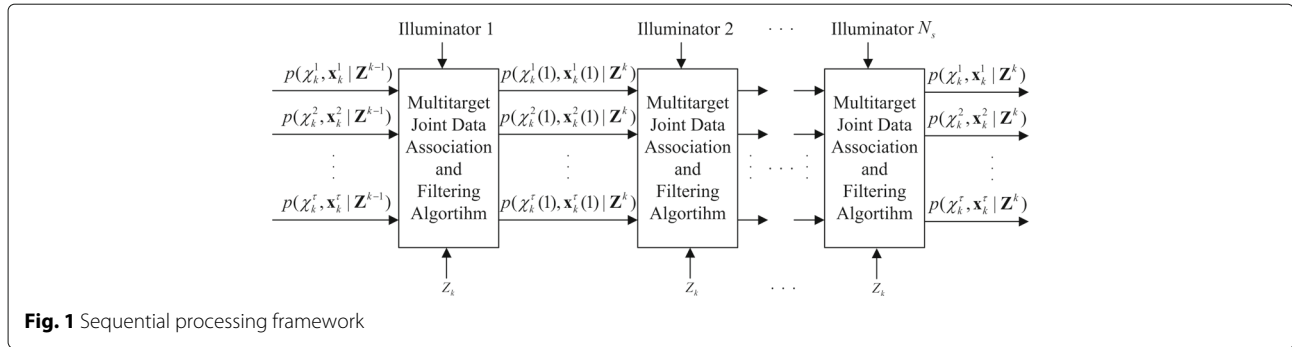 Illuminator 1 Illuminator 2 · · · Illuminator N_s
p(χ_k^1, x_k^1 | Z^{k-1}) p(χ_k^1(1), x_k^1(1) | Z^k) p(χ_k^1, x_k^1 | Z^k)
p(χ_k^2, x_k^2 | Z^{k-1}) p(χ_k^2(1), x_k^2(1) | Z^k) p(χ_k^2, x_k^2 | Z^k)
p(χ_k^τ, x_k^τ | Z^{k-1}) p(χ_k^τ(1), x_k^τ(1) | Z^k) p(χ_k^τ, x_k^τ | Z^k)
Multitarget
Joint Data
Association
and
Filtering
Algortihm
Multitarget
Joint Data
Association
and
Filtering
Algortihm
Multitarget
Joint Data
Association
and
Filtering
Algortihm
Z_k Z_k · · · Z_k
Fig. 1 Sequential processing framework